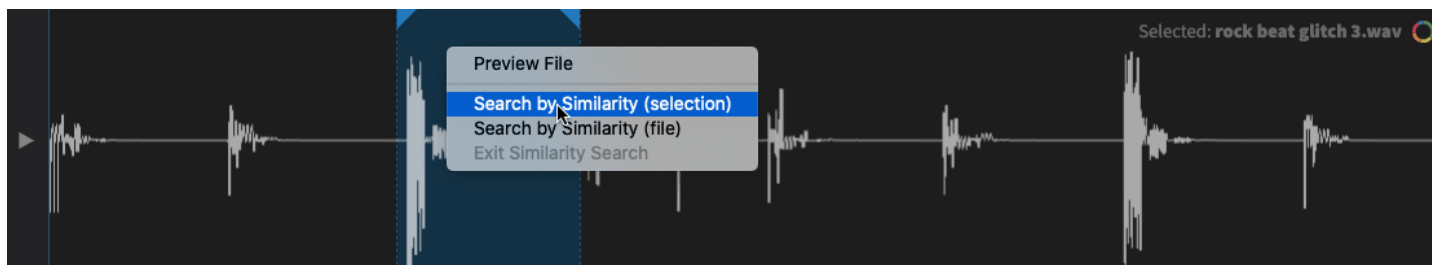 Selected: rock beat glitch 3.wav
Preview File
Search by Similarity (selection)
Search by Similarity (file)
Exit Similarity Search